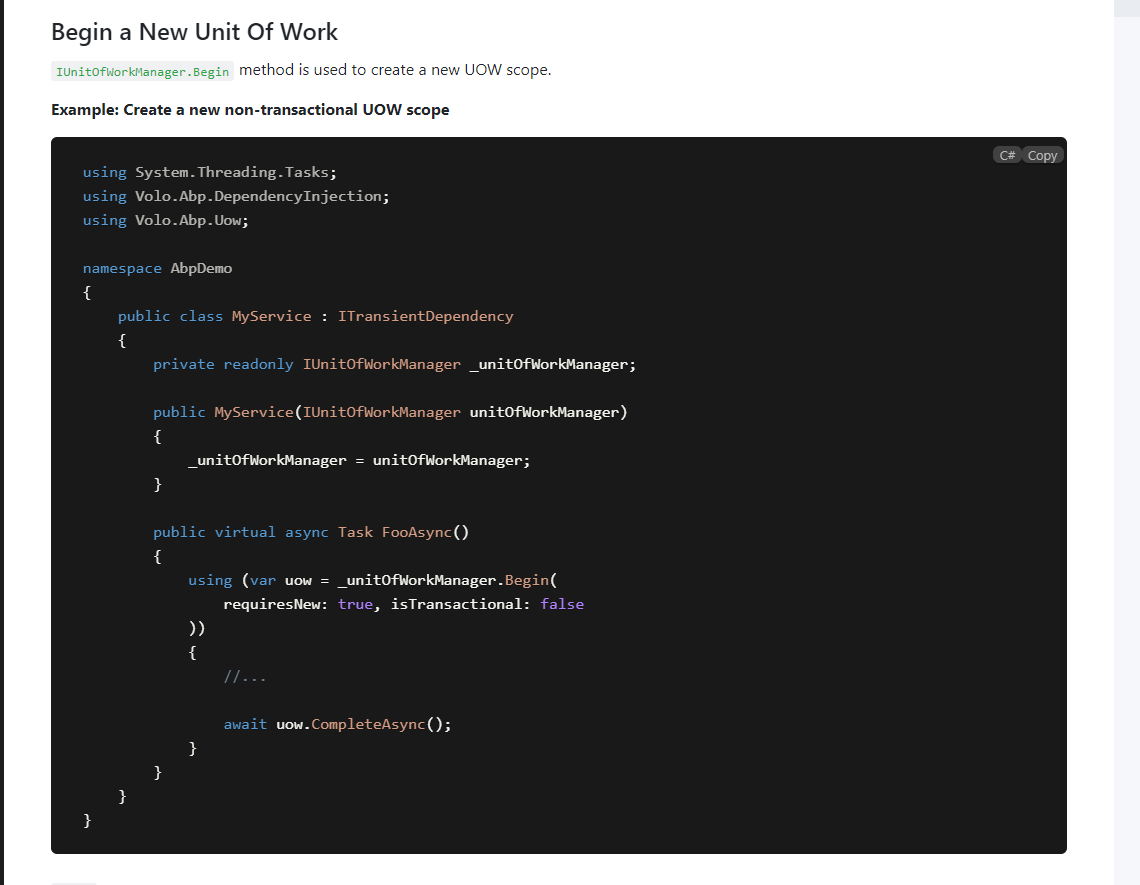 Begin a New Unit Of Work
IUnitOfWorkManager.Begin method is used to create a new UOW scope.
Example: Create a new non-transactional UOW scope
C# Copy
using System.Threading.Tasks;
using Volo.Abp.DependencyInjection;
using Volo.Abp.Uow;

namespace AbpDemo
{
    public class MyService : ITransientDependency
    {
        private readonly IUnitOfWorkManager _unitOfWorkManager;

        public MyService(IUnitOfWorkManager unitOfWorkManager)
        {
            _unitOfWorkManager = unitOfWorkManager;
        }

        public virtual async Task FooAsync()
        {
            using (var uow = _unitOfWorkManager.Begin(
                requiresNew: true, isTransactional: false
            ))
            {
                //...

                await uow.CompleteAsync();
            }
        }
    }
}